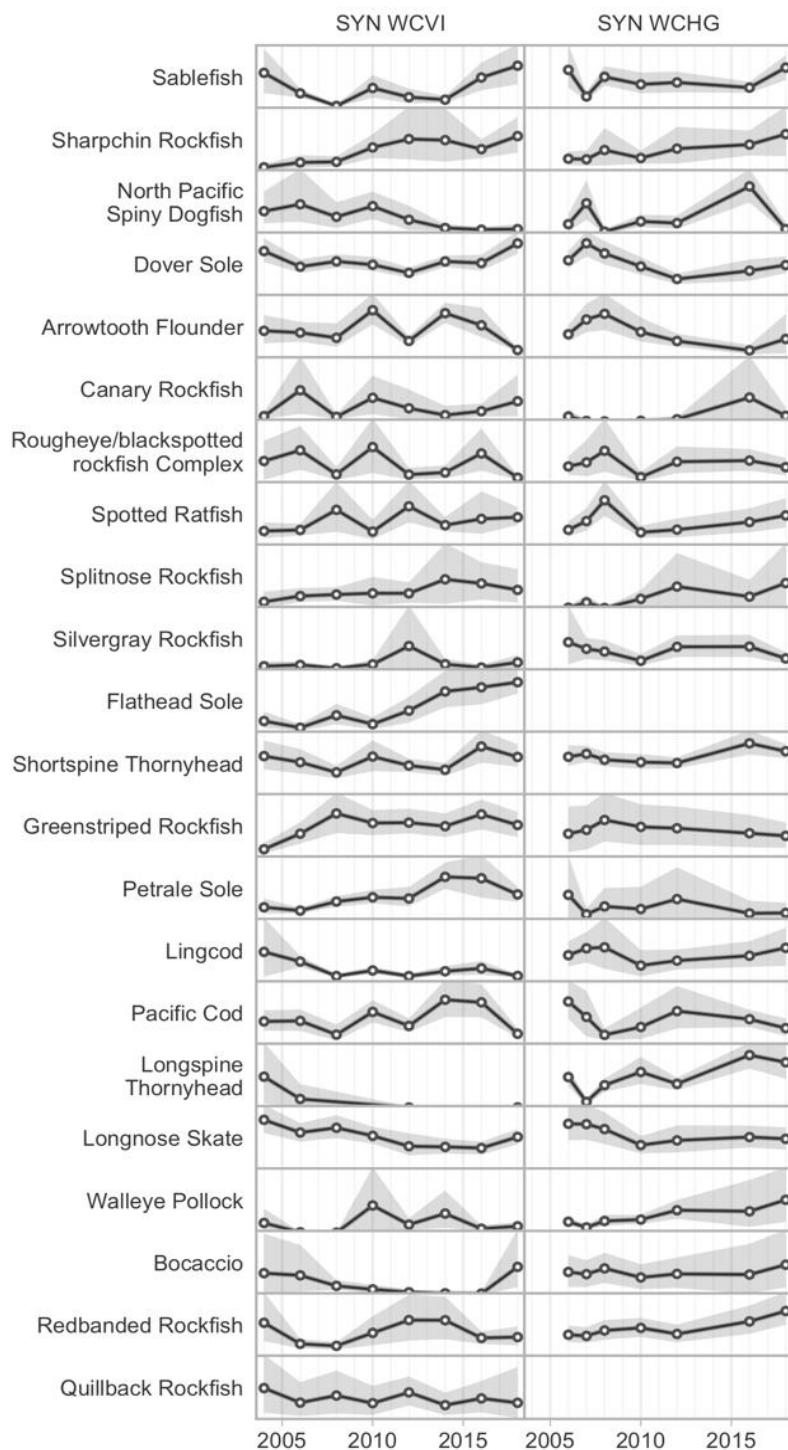 SYN WCVI SYN WCHG
Sablefish
Sharpchin Rockfish
North Pacific
Spiny Dogfish
Dover Sole
Arrowtooth Flounder
Canary Rockfish
Rougheye/blackspotted
rockfish Complex
Spotted Ratfish
Splitnose Rockfish
Silvergray Rockfish
Flathead Sole
Shortspine Thornyhead
Greenstriped Rockfish
Petrale Sole
Lingcod
Pacific Cod
Longspine
Thornyhead
Longnose Skate
Walleye Pollock
Bocaccio
Redbanded Rockfish
Quillback Rockfish
2005 2010 2015 2005 2010 2015